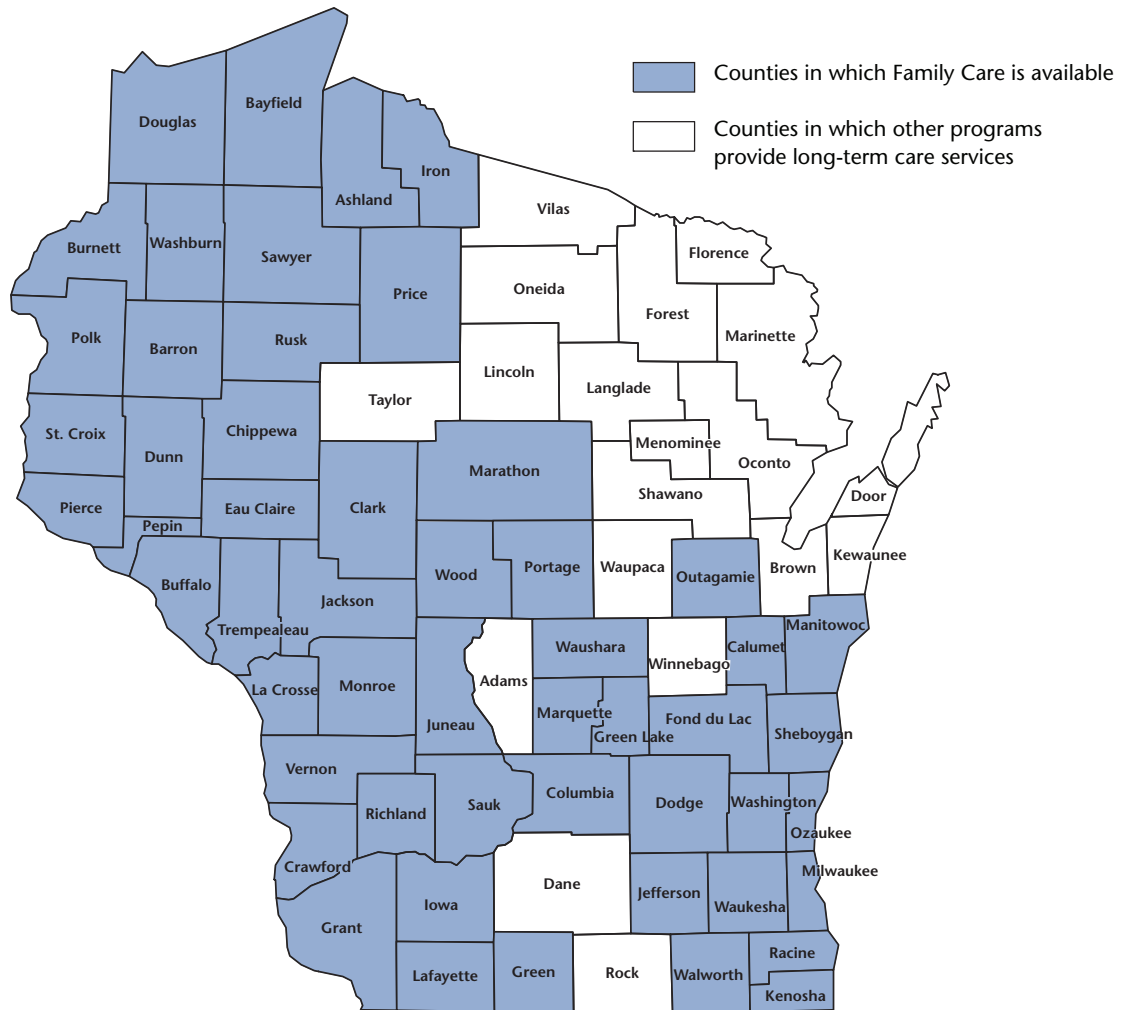 Counties in which Family Care is available
Counties in which other programs
provide long-term care services
Bayfield
Douglas
Iron
Ashland
Vilas
Burnett
Washburn
Sawyer
Florence
Price
Oneida
Forest
Polk
Barron
Rusk
Marinette
Lincoln
Langlade
Taylor
St. Croix
Chippewa
Dunn
Marathon
Menominee
Oconto
Pierce
Eau Claire
Clark
Shawano
Door
Pepin
Kewaunee
Buffalo
Wood
Portage
Waupaca
Outagamie
Brown
Jackson
Trempealeau
Manitowoc
Waushara
Calumet
Winnebago
La Crosse
Monroe
Adams
Juneau
Marquette
Green Lake
Fond du Lac
Sheboygan
Vernon
Richland
Sauk
Columbia
Dodge
Washington
Ozaukee
Crawford
Milwaukee
Dane
Jefferson
Waukesha
Iowa
Grant
Lafayette
Green
Rock
Walworth
Racine
Kenosha